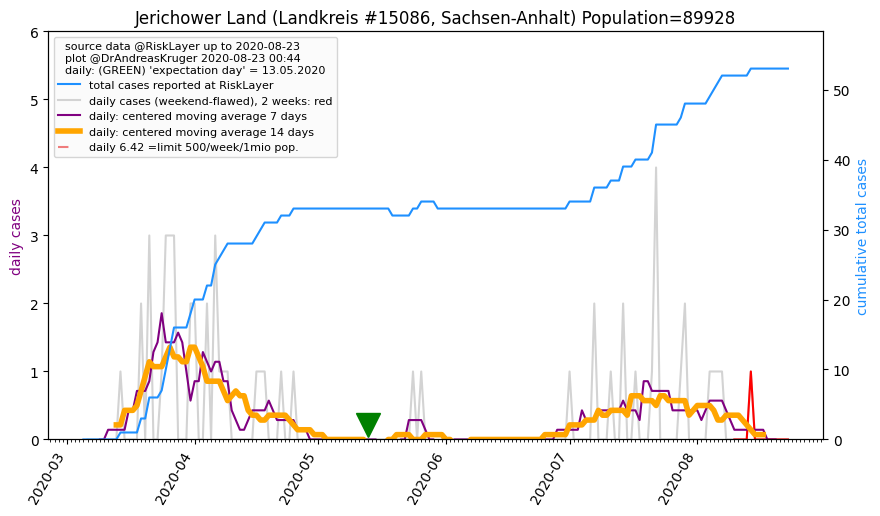 Jerichower Land (Landkreis #15086, Sachsen-Anhalt) Population=89928
source data @RiskLayer up to 2020-08-23
plot @DrAndreasKruger 2020-08-23 00:44
daily: (GREEN) 'expectation day' = 13.05.2020
total cases reported at RiskLayer
daily cases (weekend-flawed), 2 weeks: red
daily: centered moving average 7 days
daily: centered moving average 14 days
daily 6.42 =limit 500/week/1mio pop.
daily cases
6
5
4
3
2
1
0
cumulative total cases
50
40
30
20
10
0
2020-03
2020-04
2020-05
2020-06
2020-07
2020-08